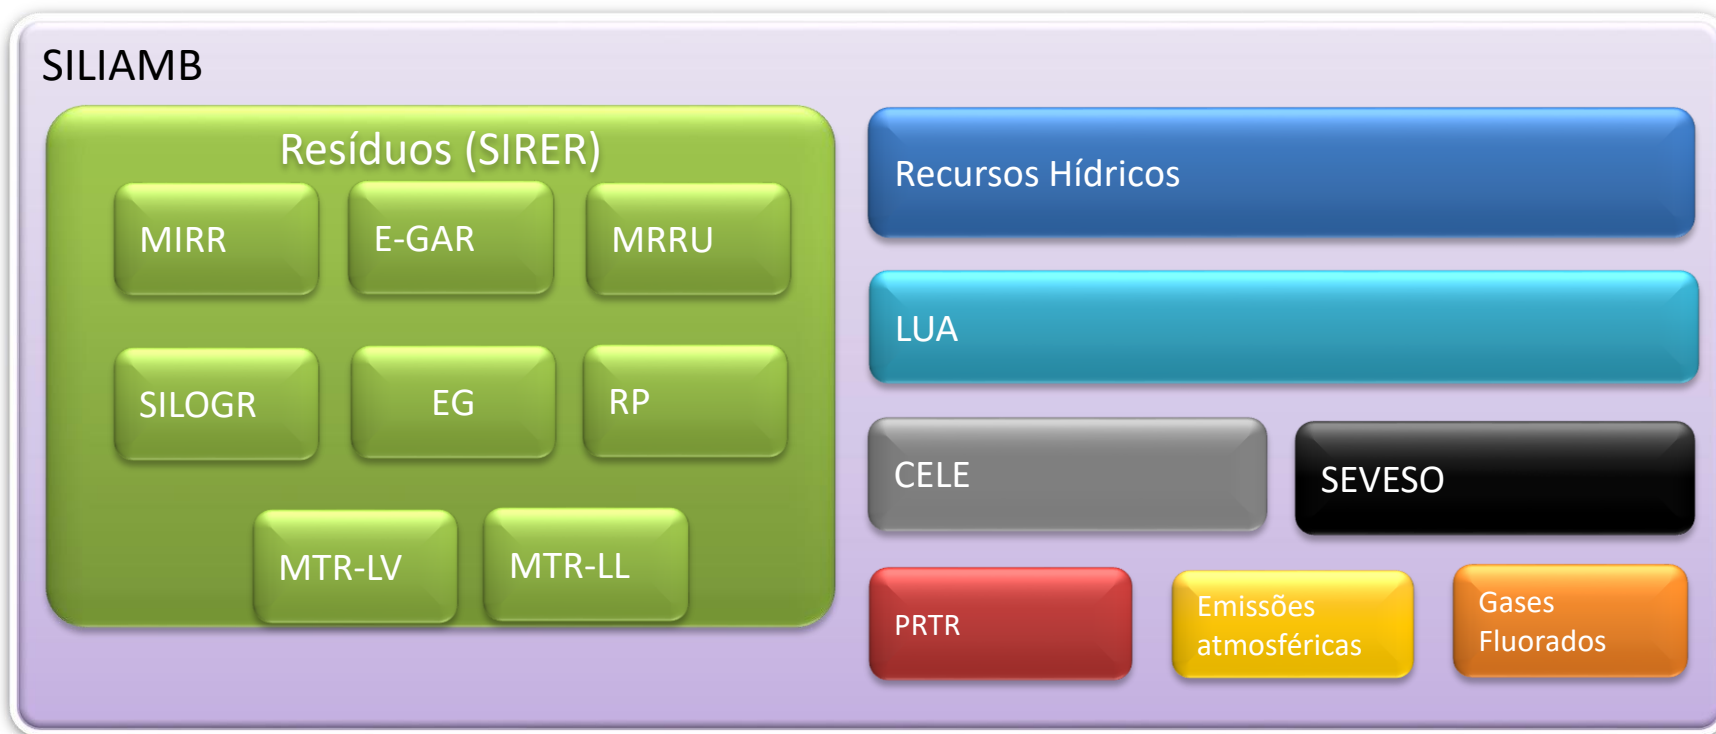 SILIAMB
Resíduos (SIRER)
MIRR
E-GAR
MRRU
SILOGR
EG
RP
MTR-LV
MTR-LL
Recursos Hídricos
LUA
CELE
SEVESO
PRTR
Emissões
atmosféricas
Gases
Fluorados